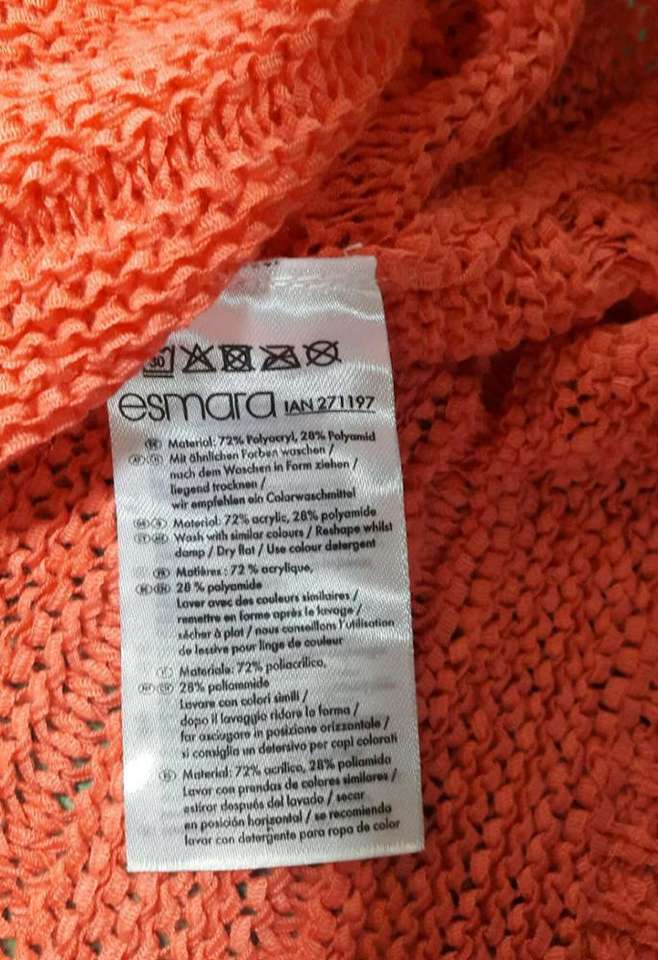 30
esmara IAN 271197
Material: 72% Polyacryl, 28% Polyamid
Mit ähnlichen Farben waschen /
nach dem Waschen in Form ziehen /
liegend trocknen /
wir empfehlen ein Colorwaschmittel
Material: 72% acrylic, 28% polyamide
Wash with similar colours / Reshape whilst
damp / Dry flat / Use colour detergent
Matières: 72 % acrylique,
28 % polyamide
Laver avec des couleurs similaires /
remettre en forme après le lavage /
sécher à plat / nous conseillons l'utilisation
de lessive pour linge de couleur
Materiale: 72% poliacrilico,
28% poliammide
Lavare con colori simili /
dopo il lavaggio ridare la forma /
far asciugare in posizione orizzontale /
si consiglia un detersivo per capi colorati
ES Material: 72% acrílico, 28% poliamida
Lavar con prendas de colores similares /
estirar después del lavado / secar
en posición horizontal / se recomienda
lavar con detergente para ropa de color